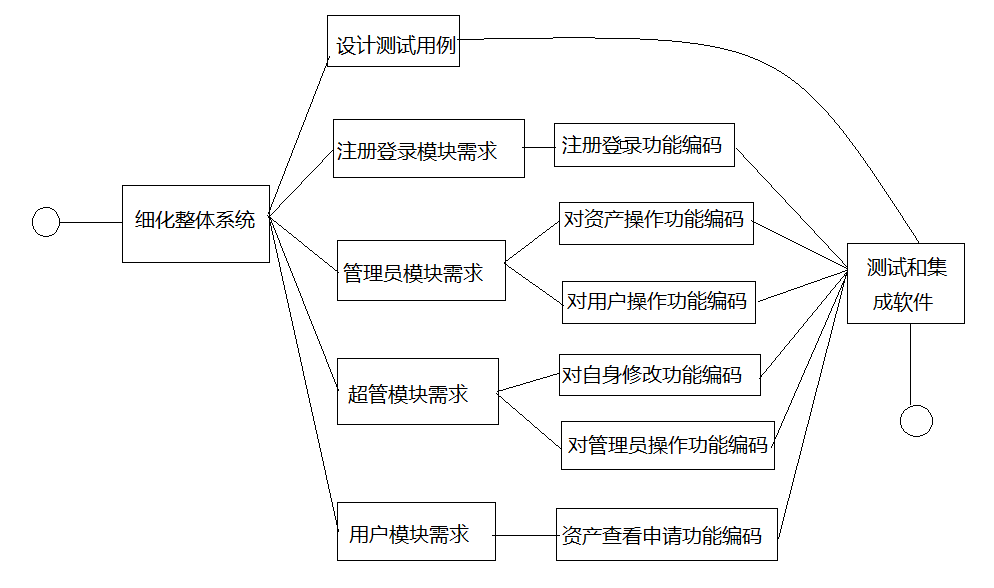 设计测试用例
注册登录模块需求
注册登录功能编码
细化整体系统
对资产操作功能编码
管理员模块需求
对用户操作功能编码
测试和集
成软件
超管模块需求
对自身修改功能编码
对管理员操作功能编码
用户模块需求
资产查看申请功能编码